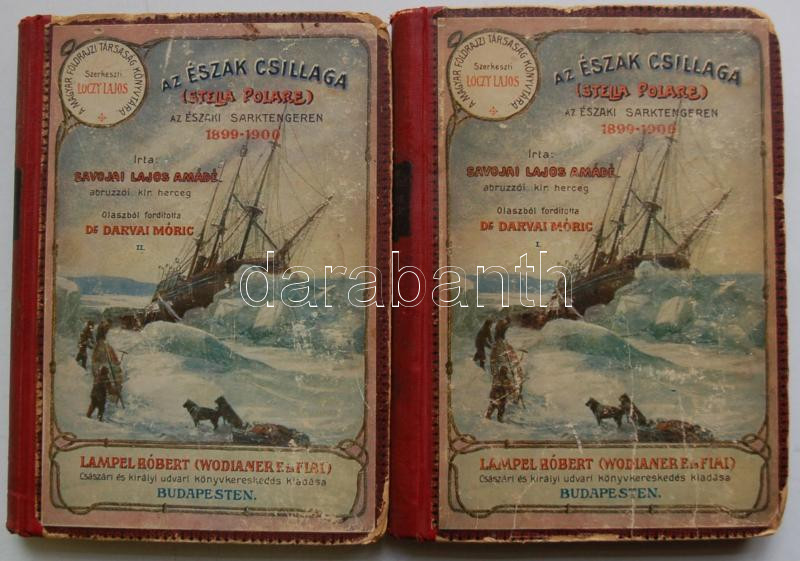 A MAGYAR FÖLDRAJZI TÁRSASÁG KÖNYVTÁRA
Szerkeszti
LÓCZY LAJOS
AZ ÉSZAK CSILLAGA
(STELLA POLARE)
AZ ÉSZAKI SARKTENGEREN
1899-1900
Irta:
SAVOJAI LAJOS AMÁDÉ
abruzzói kir. herceg
Olaszból fordította
Dr DARVAI MÓRIC
II.
LAMPEL RÓBERT (WODIANER F. ÉS FIAI)
Császári és királyi udvari könyvkereskedés kiadása
BUDAPESTEN.
A MAGYAR FÖLDRAJZI TÁRSASÁG KÖNYVTÁRA
Szerkeszti
LÓCZY LAJOS
AZ ÉSZAK CSILLAGA
(STELLA POLARE)
AZ ÉSZAKI SARKTENGEREN
1899-1900
Irta:
SAVOJAI LAJOS AMÁDÉ
abruzzói kir. herceg
Olaszból fordította
Dr DARVAI MÓRIC
I.
LAMPEL RÓBERT (WODIANER F. ÉS FIAI)
Császári és királyi udvari könyvkereskedés kiadása
BUDAPESTEN.
darabanth